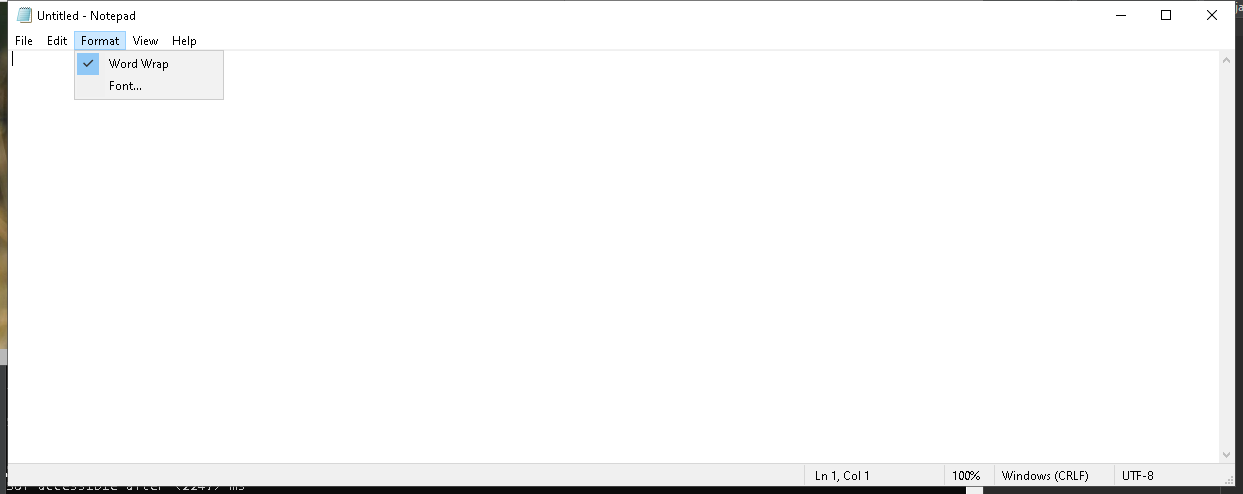 Untitled - Notepad
File Edit Format View Help
Word Wrap
Font...
Ln 1, Col 1 100% Windows (CRLF) UTF-8